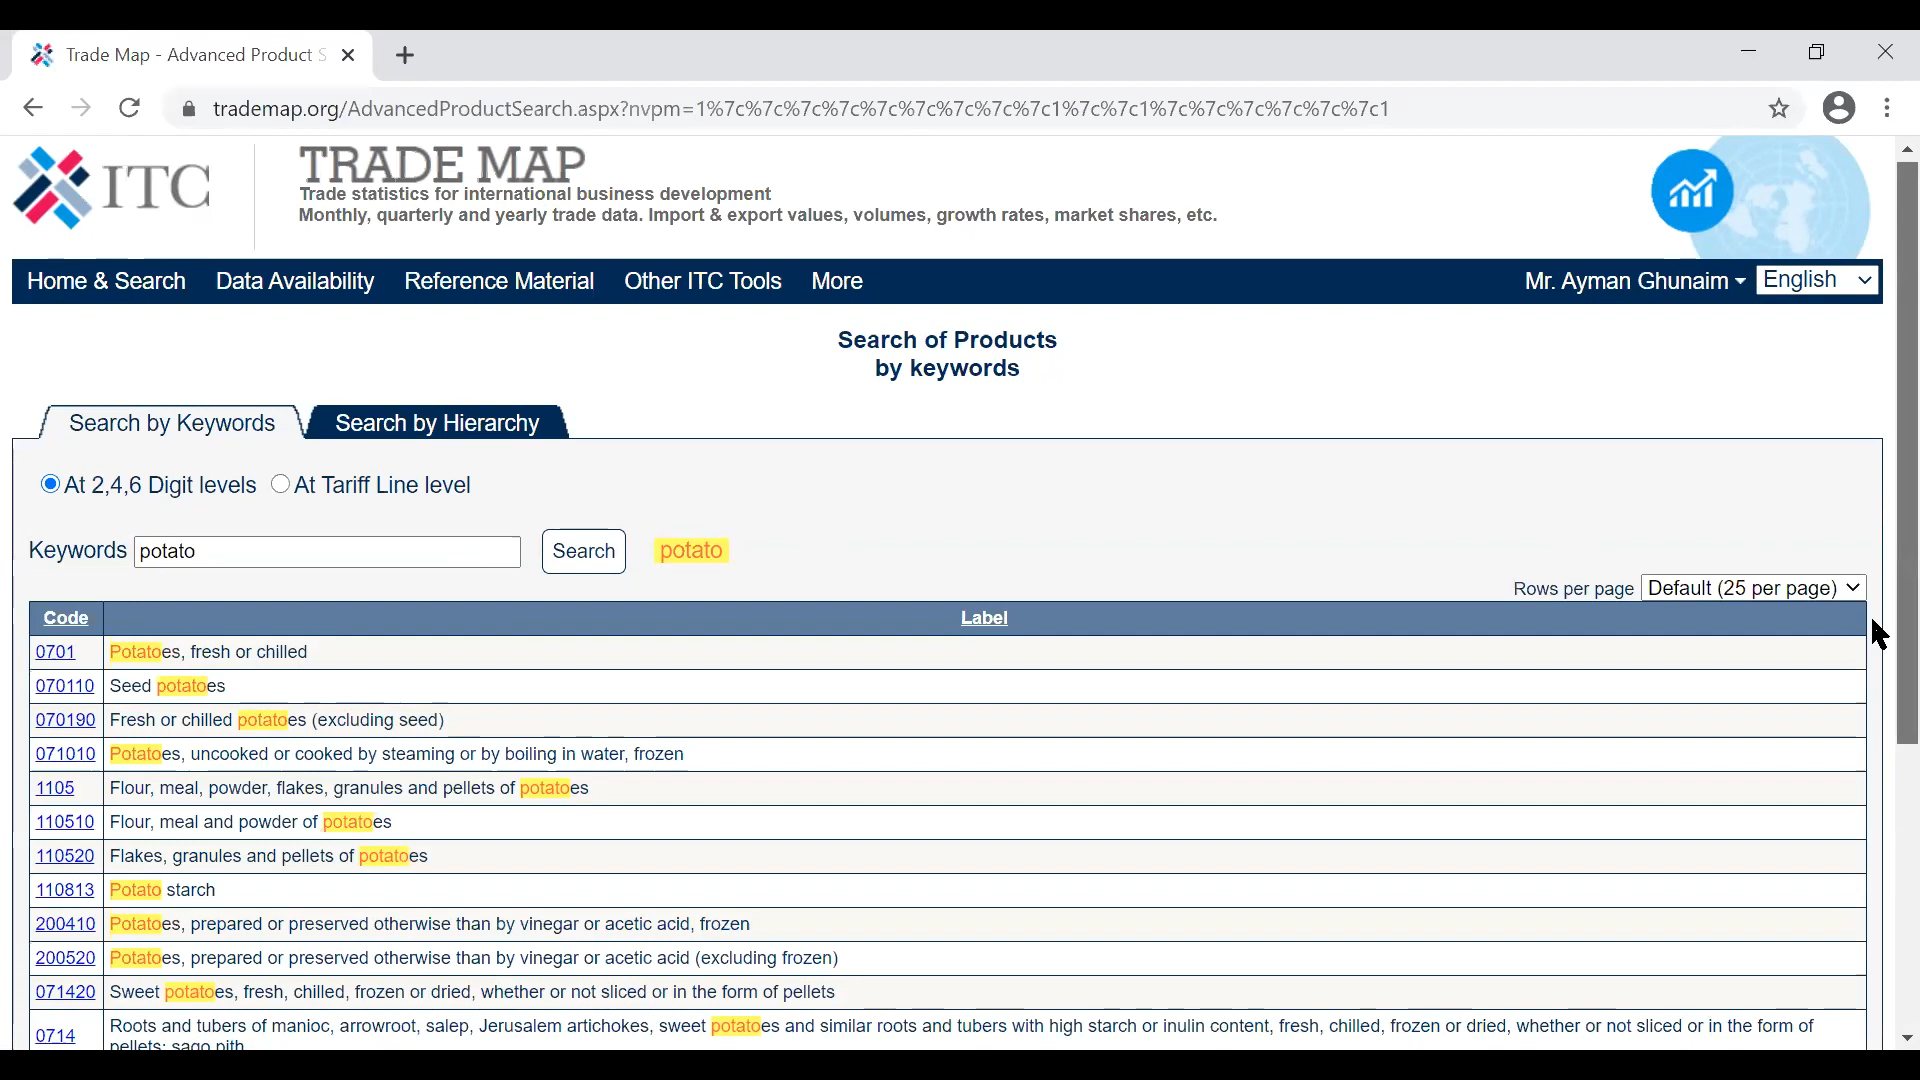 Trade Map - Advanced Product S
trademap.org/AdvancedProductSearch.aspx?nvpm=1%7c%7c%7c%7c%7c%7c%7c%7c%7c1%7c%7c1%7c%7c%7c%7c%7c%7c1
ITC
TRADE MAP
Trade statistics for international business development
Monthly, quarterly and yearly trade data. Import & export values, volumes, growth rates, market shares, etc.
Home & Search Data Availability Reference Material Other ITC Tools More Mr. Ayman Ghunaim English
Search of Products
by keywords
Search by Keywords Search by Hierarchy
At 2,4,6 Digit levels At Tariff Line level
Keywords potato Search potato
Rows per page Default (25 per page)
Code Label
0701 Potatoes, fresh or chilled
070110 Seed potatoes
070190 Fresh or chilled potatoes (excluding seed)
071010 Potatoes, uncooked or cooked by steaming or by boiling in water, frozen
1105 Flour, meal, powder, flakes, granules and pellets of potatoes
110510 Flour, meal and powder of potatoes
110520 Flakes, granules and pellets of potatoes
110813 Potato starch
200410 Potatoes, prepared or preserved otherwise than by vinegar or acetic acid, frozen
200520 Potatoes, prepared or preserved otherwise than by vinegar or acetic acid (excluding frozen)
071420 Sweet potatoes, fresh, chilled, frozen or dried, whether or not sliced or in the form of pellets
0714 Roots and tubers of manioc, arrowroot, salep, Jerusalem artichokes, sweet potatoes and similar roots and tubers with high starch or inulin content, fresh, chilled, frozen or dried, whether or not sliced or in the form of
pellets; sago pith